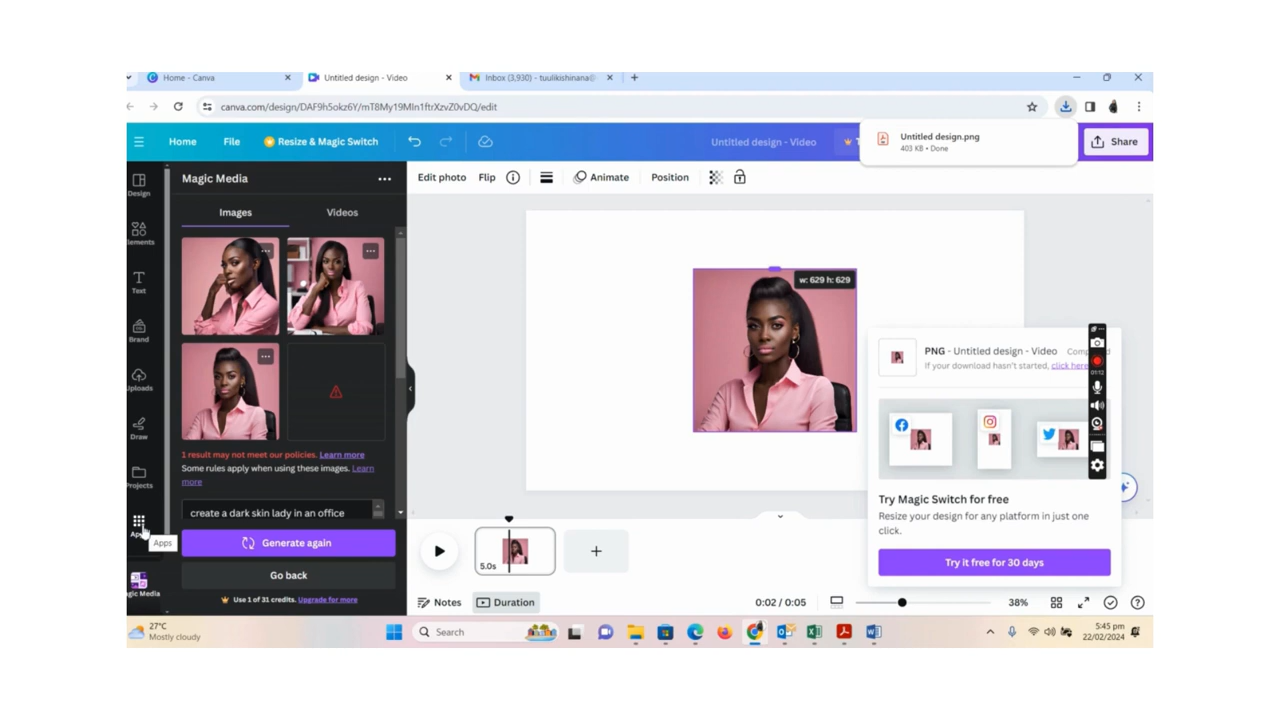 Home - Canva
Untitled design - Video
Inbox (3,930) - tuulikishinana@
canva.com/design/DAF9h5okz6Y/mT8My19MIn1ftrXzvZ0vDQ/edit
Untitled design.png
403 KB • Done
Home
File
Resize & Magic Switch
Untitled design - Video
Share
Design
Elements
Text
Brand
Uploads
Draw
Projects
Apps
Magic Media
Images
Videos
1 result may not meet our policies. Learn more
Some rules apply when using these images. Learn
more
create a dark skin lady in an office
Generate again
Go back
Use 1 of 31 credits. Upgrade for more
Edit photo
Flip
Animate
Position
w: 629 h: 629
PNG - Untitled design - Video
If your download hasn't started, click here
01:12
Try Magic Switch for free
Resize your design for any platform in just one
click.
Try it free for 30 days
5.0s
Notes
Duration
0:02 / 0:05
38%
27°C
Mostly cloudy
Search
5:45 pm
22/02/2024